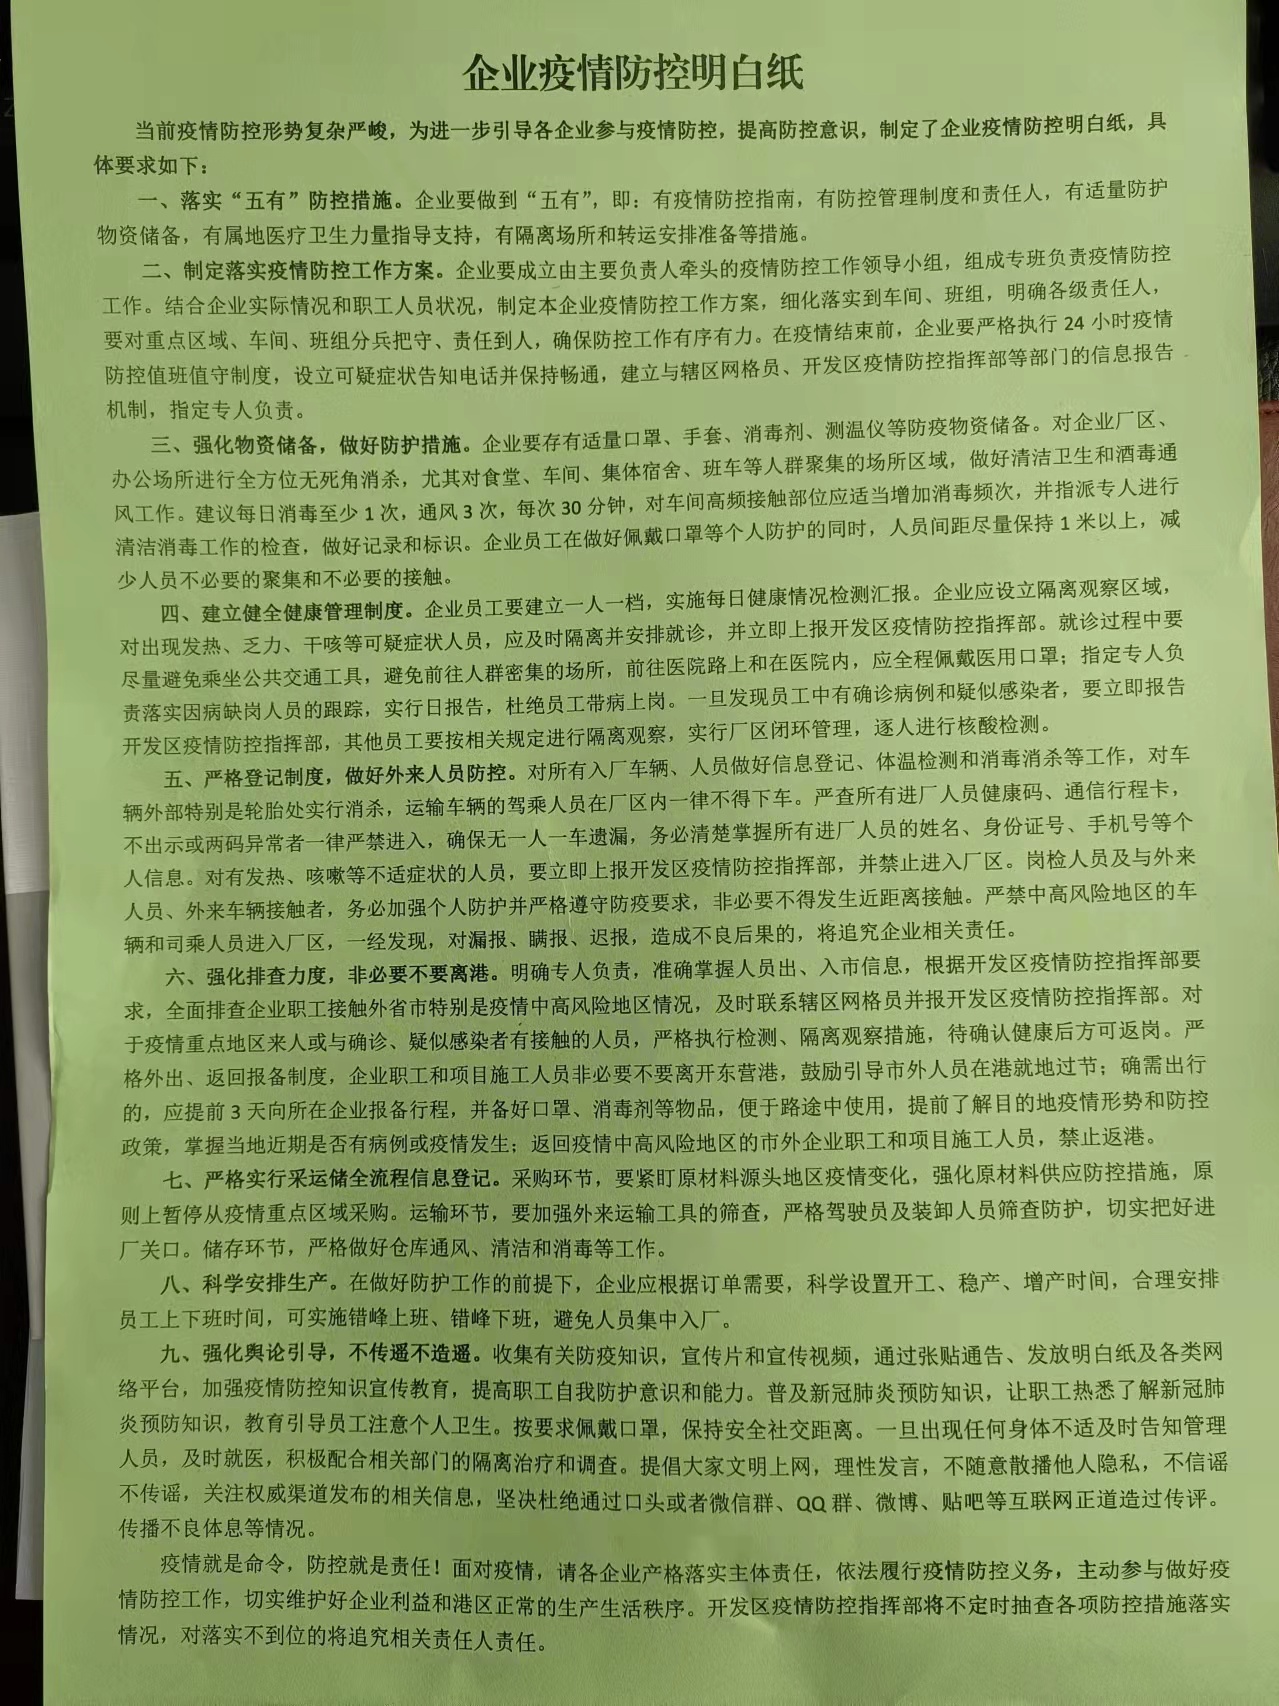 企业疫情防控明白纸
当前疫情防控形势复杂严峻，为进一步引导各企业参与疫情防控，提高防控意识，制定了企业疫情防控明白纸，具
体要求如下：
一、落实“五有”防控措施。企业要做到“五有”，即：有疫情防控指南，有防控管理制度和责任人，有适量防护
物资储备，有属地医疗卫生力量指导支持，有隔离场所和转运安排准备等措施。
二、制定落实疫情防控工作方案。企业要成立由主要负责人牵头的疫情防控工作领导小组，组成专班负责疫情防控
工作。结合企业实际情况和职工人员状况，制定本企业疫情防控工作方案，细化落实到车间、班组，明确各级责任人，
要对重点区域、车间、班组分兵把守、责任到人，确保防控工作有序有力。在疫情结束前，企业要严格执行 24 小时疫情
防控值班值守制度，设立可疑症状告知电话并保持畅通，建立与辖区网格员、开发区疫情防控指挥部等部门的信息报告
机制，指定专人负责。
三、强化物资储备，做好防护措施。企业要存有适量口罩、手套、消毒剂、测温仪等防疫物资储备。对企业厂区、
办公场所进行全方位无死角消杀，尤其对食堂、车间、集体宿舍、班车等人群聚集的场所区域，做好清洁卫生和酒毒通
风工作。建议每日消毒至少 1 次，通风 3 次，每次 30 分钟，对车间高频接触部位应适当增加消毒频次，并指派专人进行
清洁消毒工作的检查，做好记录和标识。企业员工在做好佩戴口罩等个人防护的同时，人员间距尽量保持 1 米以上，减
少人员不必要的聚集和不必要的接触。
四、建立健全健康管理制度。企业员工要建立一人一档，实施每日健康情况检测汇报。企业应设立隔离观察区域，
对出现发热、乏力、干咳等可疑症状人员，应及时隔离并安排就诊，并立即上报开发区疫情防控指挥部。就诊过程中要
尽量避免乘坐公共交通工具，避免前往人群密集的场所，前往医院路上和在医院内，应全程佩戴医用口罩；指定专人负
责落实因病缺岗人员的跟踪，实行日报告，杜绝员工带病上岗。一旦发现员工中有确诊病例和疑似感染者，要立即报告
开发区疫情防控指挥部，其他员工要按相关规定进行隔离观察，实行厂区闭环管理，逐人进行核酸检测。
五、严格登记制度，做好外来人员防控。对所有入厂车辆、人员做好信息登记、体温检测和消毒消杀等工作，对车
辆外部特别是轮胎处实行消杀，运输车辆的驾乘人员在厂区内一律不得下车。严查所有进厂人员健康码、通信行程卡，
不出示或两码异常者一律严禁进入，确保无一人一车遗漏，务必清楚掌握所有进厂人员的姓名、身份证号、手机号等个
人信息。对有发热、咳嗽等不适症状的人员，要立即上报开发区疫情防控指挥部，并禁止进入厂区。岗检人员及与外来
人员、外来车辆接触者，务必加强个人防护并严格遵守防疫要求，非必要不得发生近距离接触。严禁中高风险地区的车
辆和司乘人员进入厂区，一经发现，对漏报、瞒报、迟报，造成不良后果的，将追究企业相关责任。
六、强化排查力度，非必要不要离港。明确专人负责，准确掌握人员出、入市信息，根据开发区疫情防控指挥部要
求，全面排查企业职工接触外省市特别是疫情中高风险地区情况，及时联系辖区网格员并报开发区疫情防控指挥部。对
于疫情重点地区来人或与确诊、疑似感染者有接触的人员，严格执行检测、隔离观察措施，待确认健康后方可返岗。严
格外出、返回报备制度，企业职工和项目施工人员非必要不要离开东营港，鼓励引导市外人员在港就地过节；确需出行
的，应提前 3 天向所在企业报备行程，并备好口罩、消毒剂等物品，便于路途中使用，提前了解目的地疫情形势和防控
政策，掌握当地近期是否有病例或疫情发生；返回疫情中高风险地区的市外企业职工和项目施工人员，禁止返港。
七、严格实行采运储全流程信息登记。采购环节，要紧盯原材料源头地区疫情变化，强化原材料供应防控措施，原
则上暂停从疫情重点区域采购。运输环节，要加强外来运输工具的筛查，严格驾驶员及装卸人员筛查防护，切实把好进
厂关口。储存环节，严格做好仓库通风、清洁和消毒等工作。
八、科学安排生产。在做好防护工作的前提下，企业应根据订单需要，科学设置开工、稳产、增产时间，合理安排
员工上下班时间，可实施错峰上班、错峰下班，避免人员集中入厂。
九、强化舆论引导，不传遥不造遥。收集有关防疫知识，宣传片和宣传视频，通过张贴通告、发放明白纸及各类网
络平台，加强疫情防控知识宣传教育，提高职工自我防护意识和能力。普及新冠肺炎预防知识，让职工热悉了解新冠肺
炎预防知识，教育引导员工注意个人卫生。按要求佩戴口罩，保持安全社交距离。一旦出现任何身体不适及时告知管理
人员，及时就医，积极配合相关部门的隔离治疗和调查。提倡大家文明上网，理性发言，不随意散播他人隐私，不信谣
不传谣，关注权威渠道发布的相关信息，坚决杜绝通过口头或者微信群、QQ 群、微博、贴吧等互联网正道造过传评。
传播不良体息等情况。
疫情就是命令，防控就是责任！面对疫情，请各企业产格落实主体责任，依法履行疫情防控义务，主动参与做好疫
情防控工作，切实维护好企业利益和港区正常的生产生活秩序。开发区疫情防控指挥部将不定时抽查各项防控措施落实
情况，对落实不到位的将追究相关责任人责任。